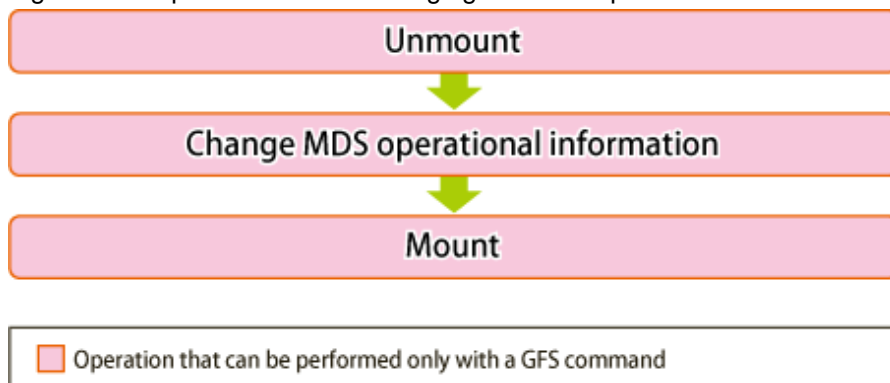 Unmount
Change MDS operational information
Mount
Operation that can be performed only with a GFS command